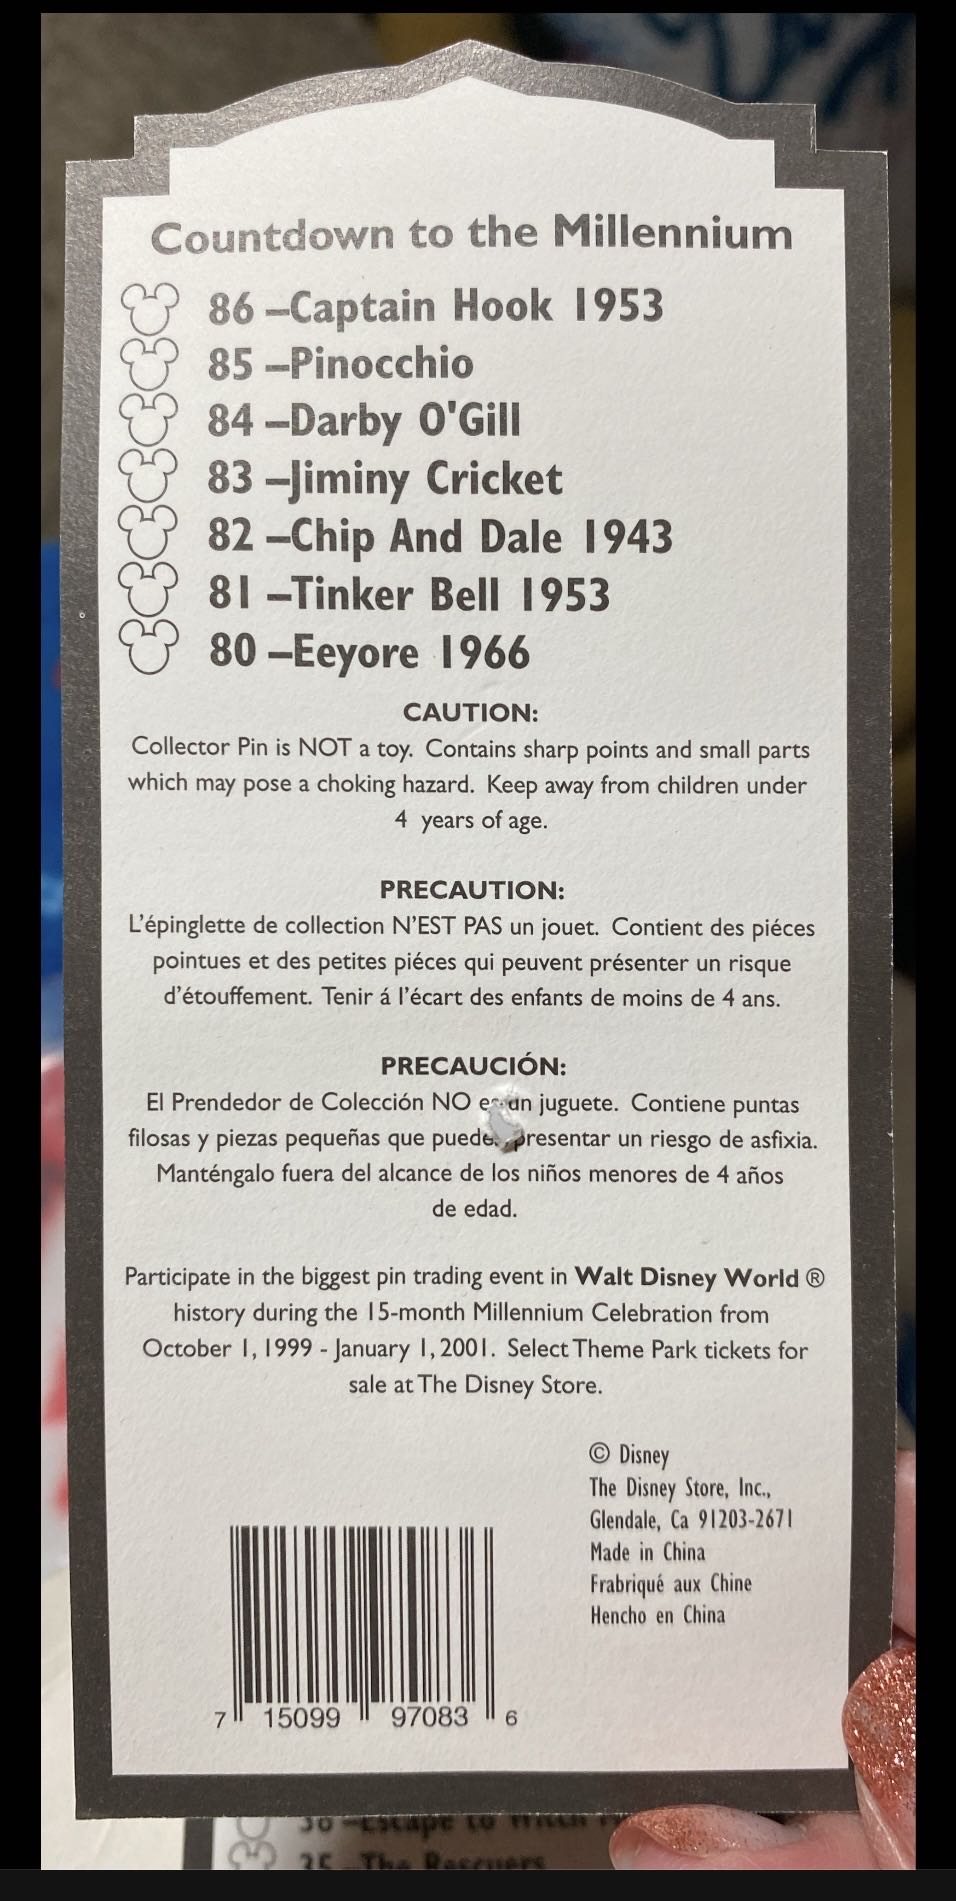 Countdown to the Millennium
86 –Captain Hook 1953
85 –Pinocchio
84 –Darby O'Gill
83 –Jiminy Cricket
82 –Chip And Dale 1943
81 –Tinker Bell 1953
80 –Eeyore 1966
CAUTION:
Collector Pin is NOT a toy. Contains sharp points and small parts
which may pose a choking hazard. Keep away from children under
4 years of age.
PRECAUTION:
L'épinglette de collection N'EST PAS un jouet. Contient des piéces
pointues et des petites piéces qui peuvent présenter un risque
d'étouffement. Tenir á l'écart des enfants de moins de 4 ans.
PRECAUCIÓN:
El Prendedor de Colección NO es un juguete. Contiene puntas
filosas y piezas pequeñas que presentar un riesgo de asfixia.
Manténgalo fuera del alcance de los niños menores de 4 años
de edad.
Participate in the biggest pin trading event in Walt Disney World ®
history during the 15-month Millennium Celebration from
October 1, 1999 - January 1, 2001. Select Theme Park tickets for
sale at The Disney Store.
© Disney
The Disney Store, Inc.,
Glendale, Ca 91203-2671
Made in China
Frabriqué aux Chine
Hencho en China
7 15099 97083 6
36 –Escape to Witch
35 –The Rescuers